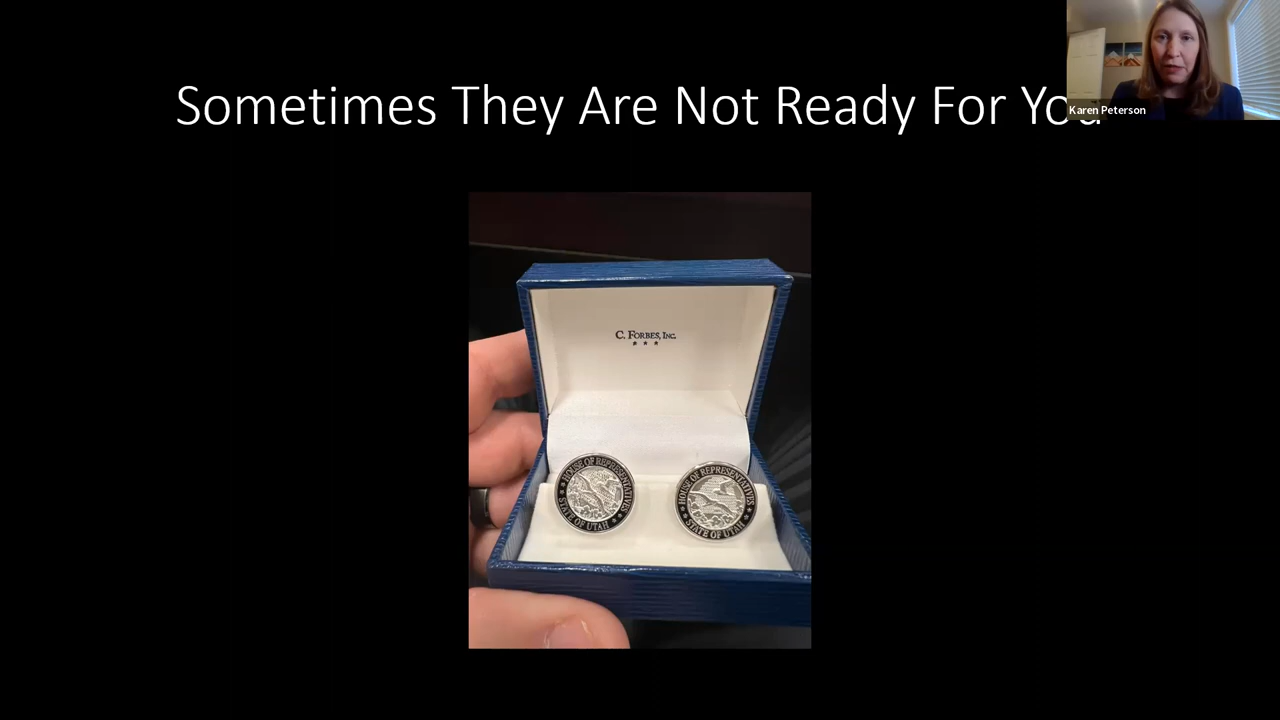 Sometimes They Are Not Ready For You
Karen Peterson
C. FORBES, INC.
HOUSE OF REPRESENTATIVES
STATE OF UTAH
HOUSE OF REPRESENTATIVES
STATE OF UTAH